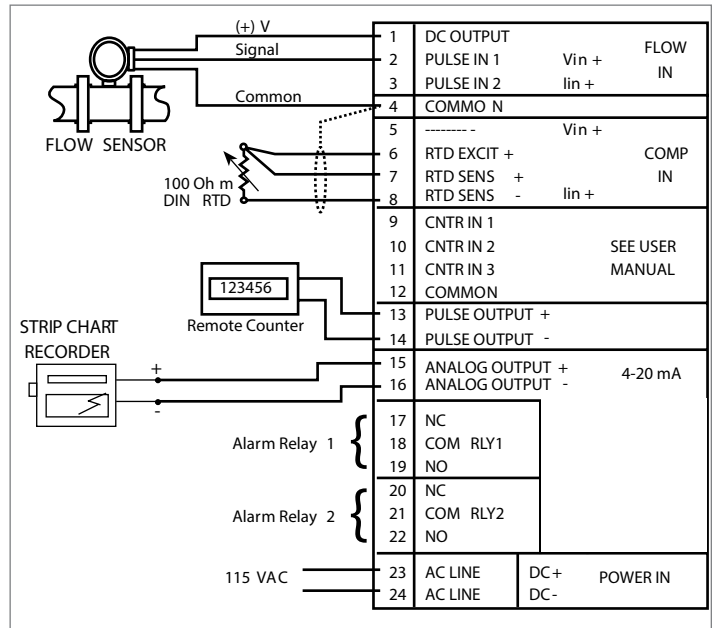 (+) V
Signal
Common
FLOW SENSOR
100 Oh m
DIN RTD
123456
Remote Counter
STRIP CHART
RECORDER
+
-
Alarm Relay 1 {
Alarm Relay 2 {
115 VAC
1 DC OUTPUT
2 PULSE IN 1 Vin +
3 PULSE IN 2 Iin +
FLOW
IN
4 COMMO N
5 -------- - Vin +
6 RTD EXCIT + COMP
7 RTD SENS + IN
8 RTD SENS - Iin +
9 CNTR IN 1
10 CNTR IN 2 SEE USER
11 CNTR IN 3 MANUAL
12 COMMON
13 PULSE OUTPUT +
14 PULSE OUTPUT -
15 ANALOG OUTPUT + 4-20 mA
16 ANALOG OUTPUT -
17 NC
18 COM RLY1
19 NO
20 NC
21 COM RLY2
22 NO
23 AC LINE DC+ POWER IN
24 AC LINE DC-